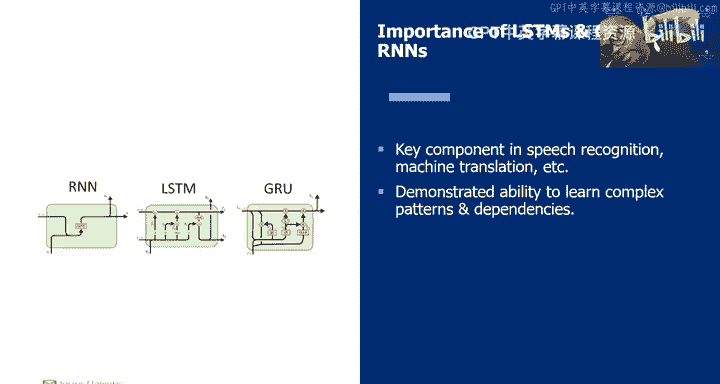 Importance of LSTMs &
RNNs
GPT中英字幕课程资源
bilibili
RNN
LSTM
GRU
Key component in speech recognition,
machine translation, etc.
Demonstrated ability to learn complex
patterns & dependencies.